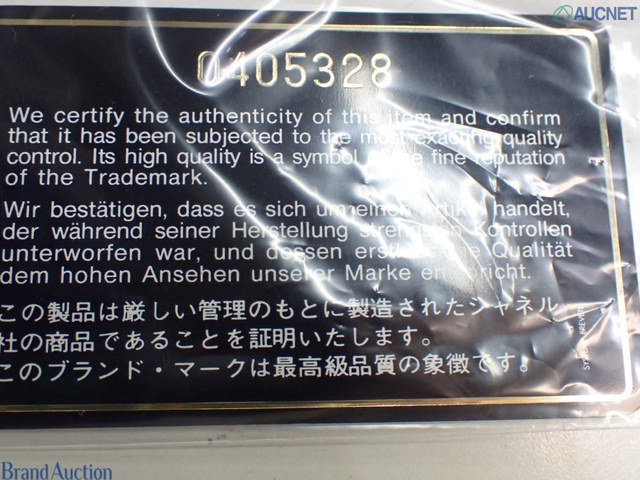 AUCNET
0405328
We certify the authenticity of this item and confirm
that it has been subjected to the most exacting quality
control. Its high quality is a symbol of the fine reputation
of the Trademark.
Wir bestätigen, dass es sich um einen Artikel handelt,
der während seiner Herstellung strengsten Kontrollen
unterworfen war, und dessen erstklassige Qualität
dem hohen Ansehen unserer Marke entspricht.
この製品は厳しい管理のもとに製造されたシャネル
社の商品であることを証明いたします。
このブランド・マークは最高級品質の象徴です。
Brand Auction